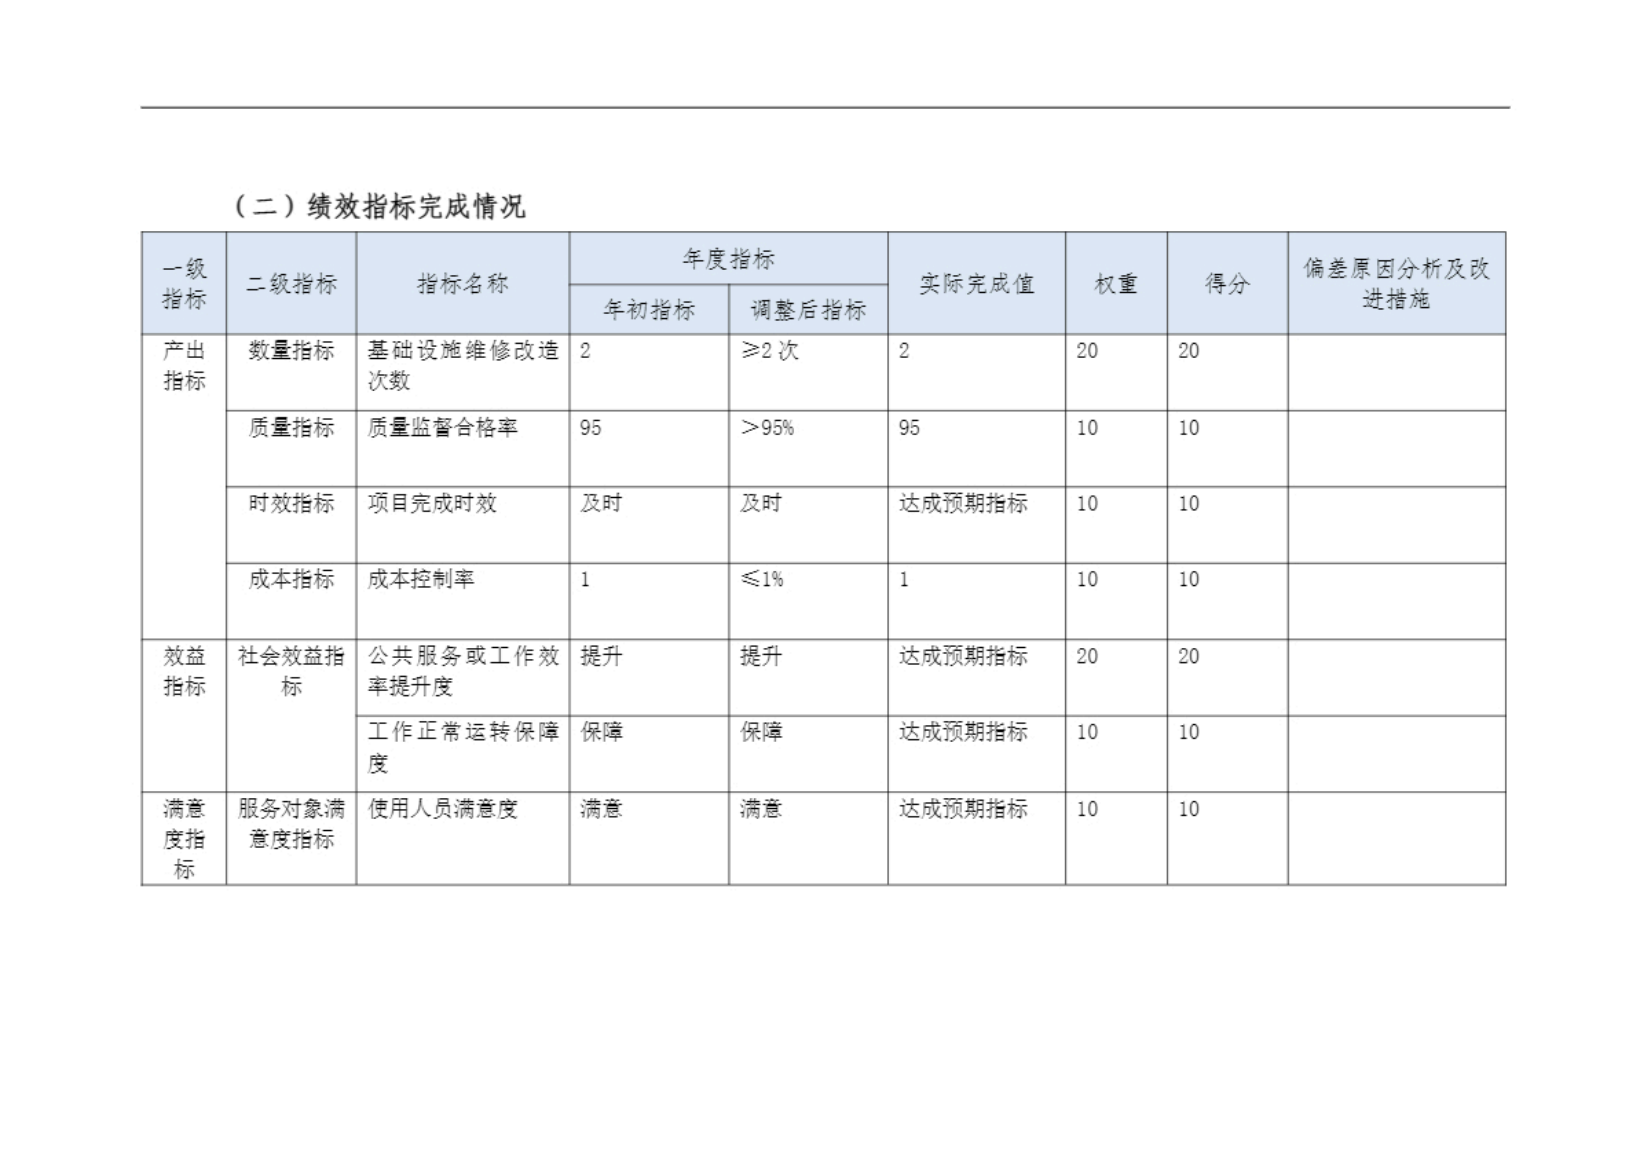 （二）绩效指标完成情况
一级指标 二级指标 指标名称 年度指标 实际完成值 权重 得分 偏差原因分析及改进措施
年初指标 调整后指标
产出指标 数量指标 基础设施维修改造次数 2 ≥2次 2 20 20
质量指标 质量监督合格率 95 ＞95% 95 10 10
时效指标 项目完成时效 及时 及时 达成预期指标 10 10
成本指标 成本控制率 1 ≤1% 1 10 10
效益指标 社会效益指标 公共服务或工作效率提升度 提升 提升 达成预期指标 20 20
工作正常运转保障度 保障 保障 达成预期指标 10 10
满意度指标 服务对象满意度指标 使用人员满意度 满意 满意 达成预期指标 10 10